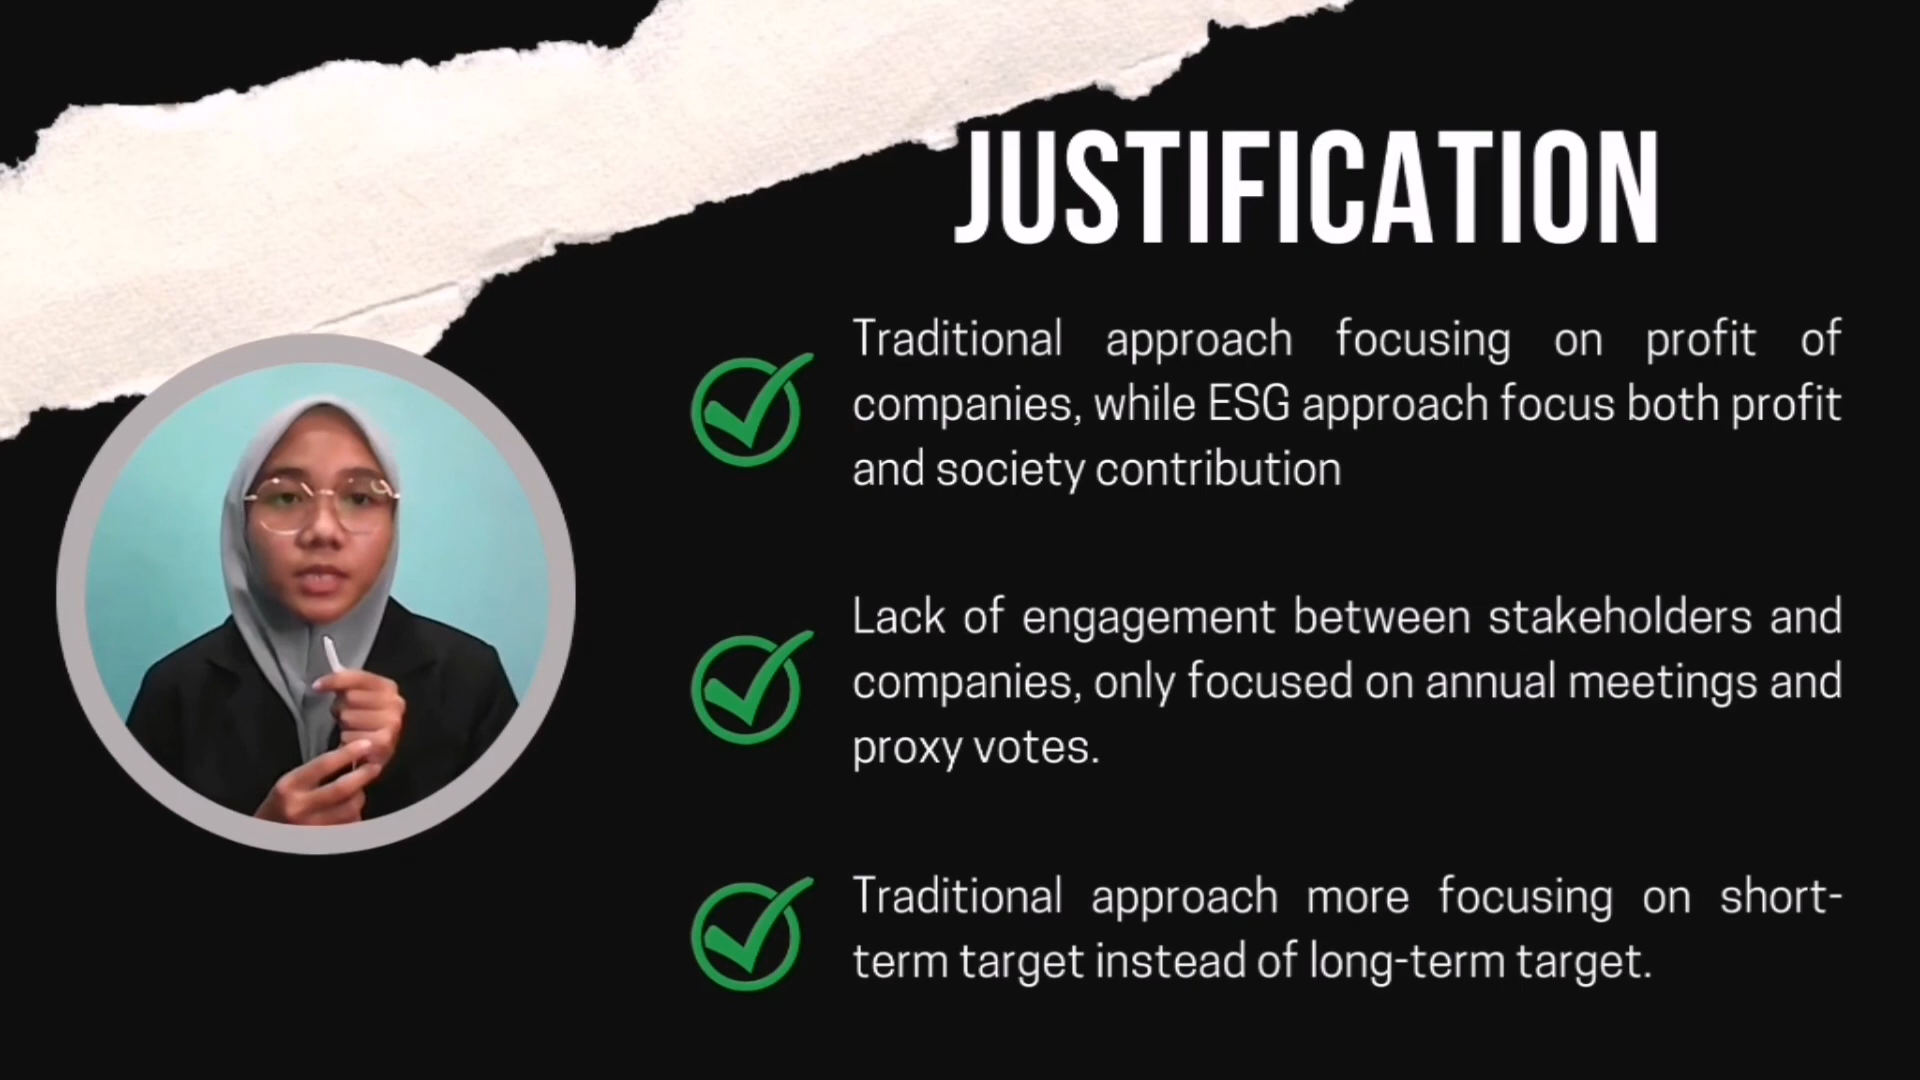 JUSTIFICATION
Traditional approach focusing on profit of
companies, while ESG approach focus both profit
and society contribution
Lack of engagement between stakeholders and
companies, only focused on annual meetings and
proxy votes.
Traditional approach more focusing on short-
term target instead of long-term target.